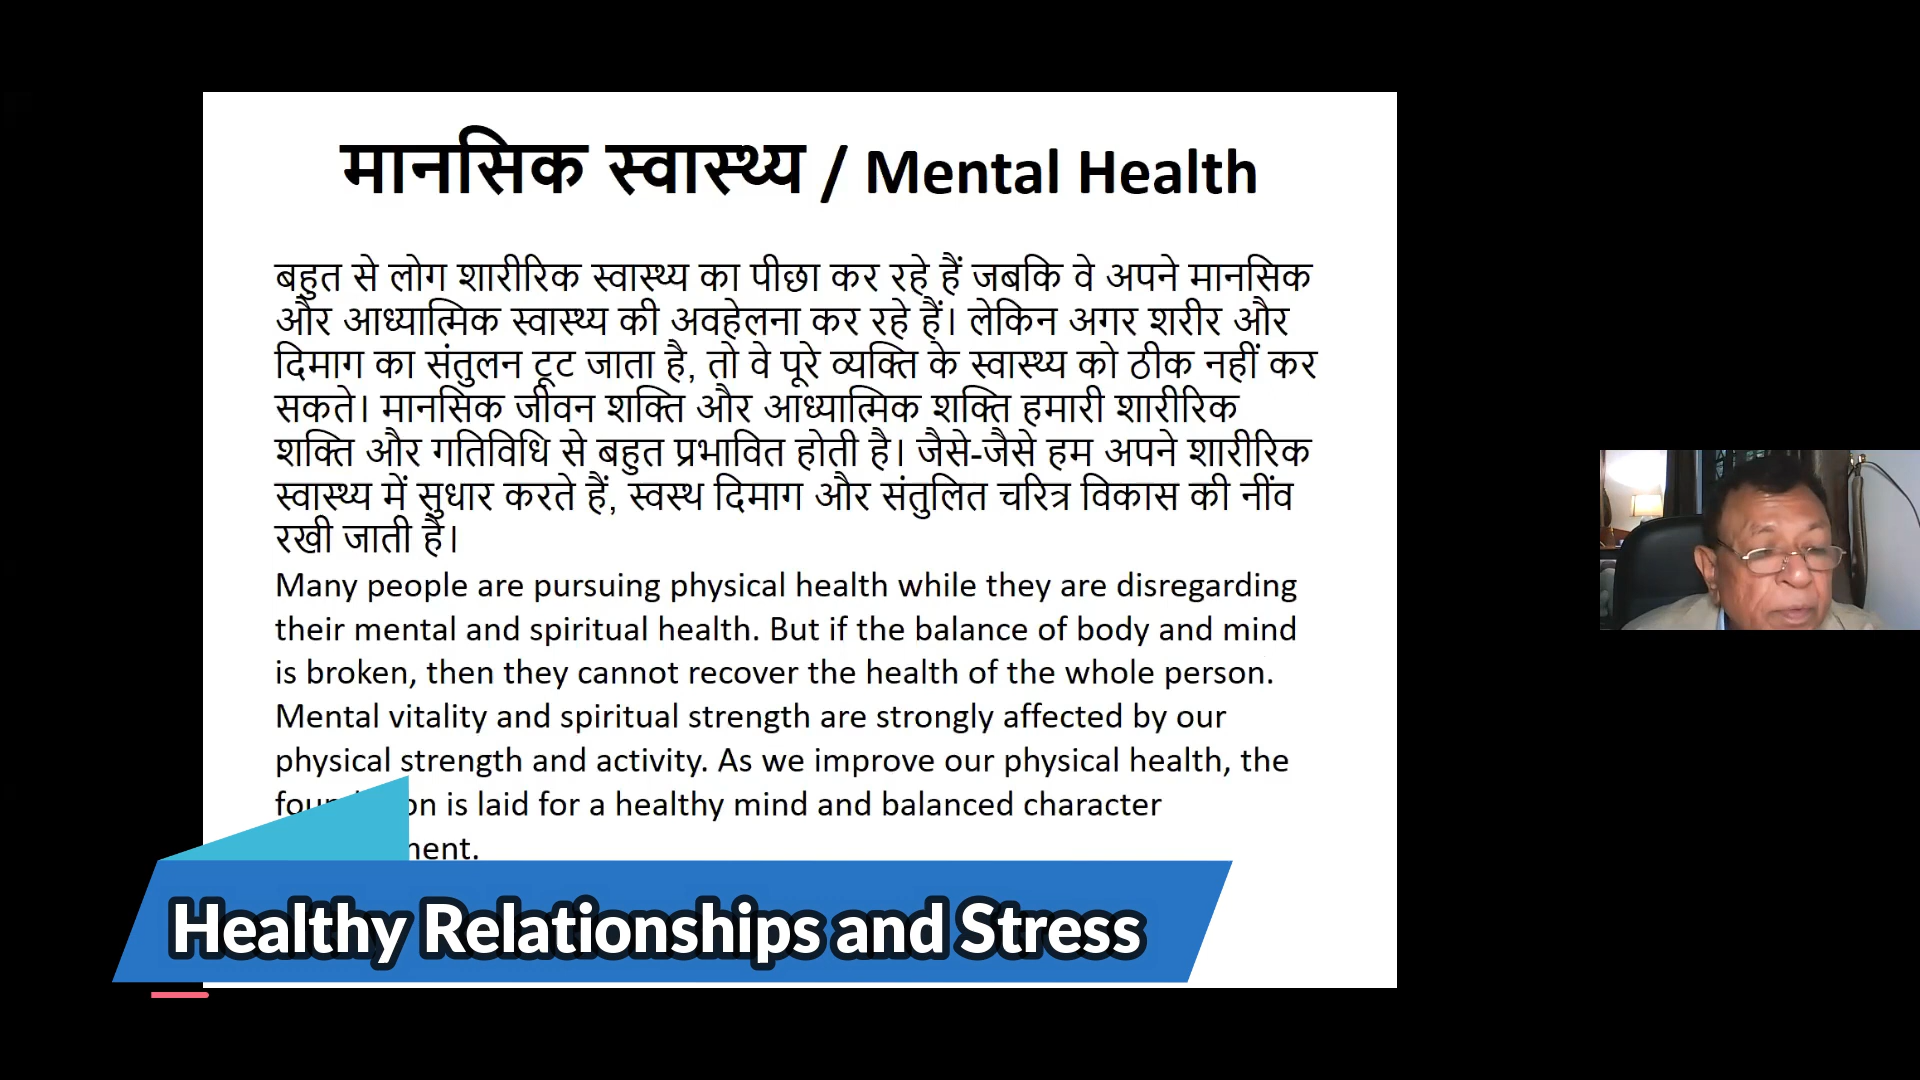 मानसिक स्वास्थ्य / Mental Health
बहुत से लोग शारीरिक स्वास्थ्य का पीछा कर रहे हैं जबकि वे अपने मानसिक
और आध्यात्मिक स्वास्थ्य की अवहेलना कर रहे हैं। लेकिन अगर शरीर और
दिमाग का संतुलन टूट जाता है, तो वे पूरे व्यक्ति के स्वास्थ्य को ठीक नहीं कर
सकते। मानसिक जीवन शक्ति और आध्यात्मिक शक्ति हमारी शारीरिक
शक्ति और गतिविधि से बहुत प्रभावित होती है। जैसे-जैसे हम अपने शारीरिक
स्वास्थ्य में सुधार करते हैं, स्वस्थ दिमाग और संतुलित चरित्र विकास की नींव
रखी जाती है।
Many people are pursuing physical health while they are disregarding
their mental and spiritual health. But if the balance of body and mind
is broken, then they cannot recover the health of the whole person.
Mental vitality and spiritual strength are strongly affected by our
physical strength and activity. As we improve our physical health, the
is laid for a healthy mind and balanced character
Healthy Relationships and Stress